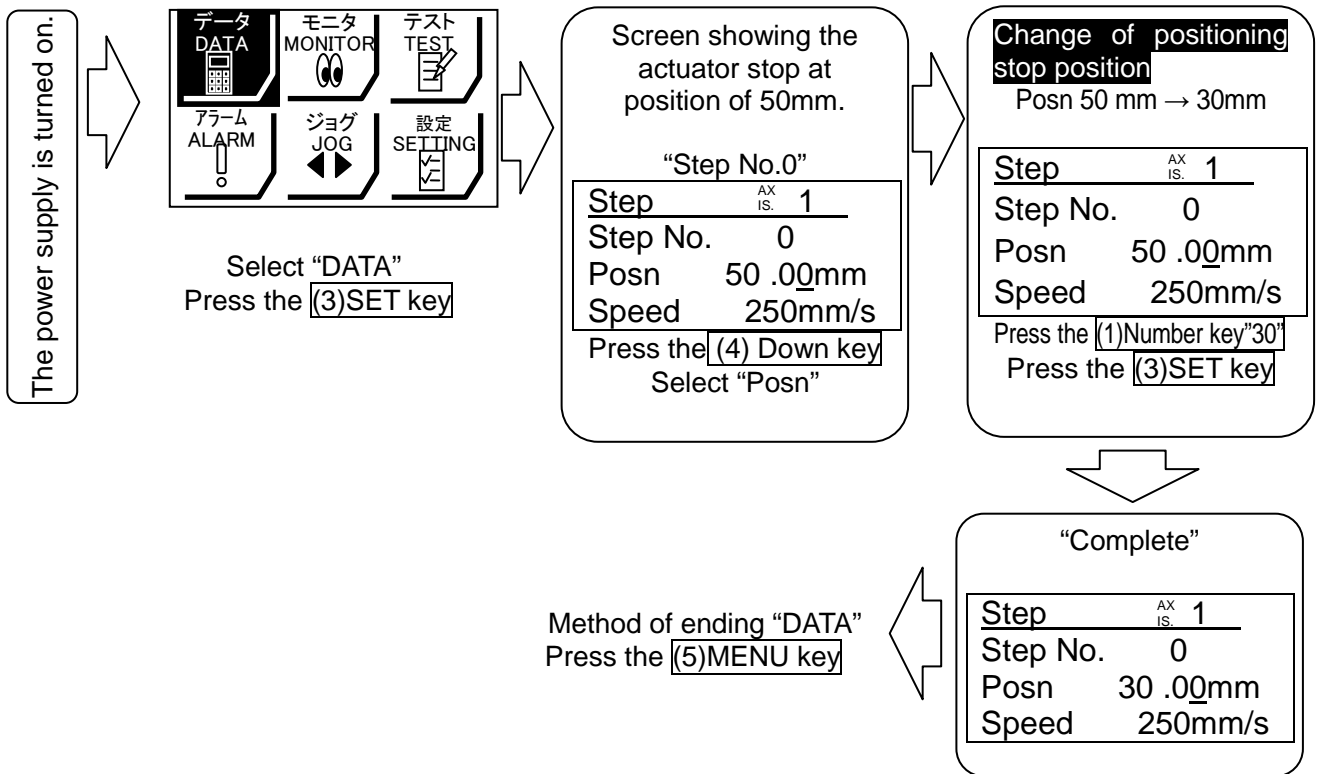 The power supply is turned on.
データ
DATA
モニタ
MONITOR
テスト
TEST
アラーム
ALARM
ジョグ
JOG
設定
SETTING
Select “DATA”
Press the (3)SET key
Screen showing the
actuator stop at
position of 50mm.
“Step No.0”
Step AX IS. 1
Step No. 0
Posn 50 .00mm
Speed 250mm/s
Press the (4) Down key
Select “Posn”
Change of positioning
stop position
Posn 50 mm → 30mm
Step AX IS. 1
Step No. 0
Posn 50 .00mm
Speed 250mm/s
Press the (1)Number key”30”
Press the (3)SET key
“Complete”
Step AX IS. 1
Step No. 0
Posn 30 .00mm
Speed 250mm/s
Method of ending “DATA”
Press the (5)MENU key